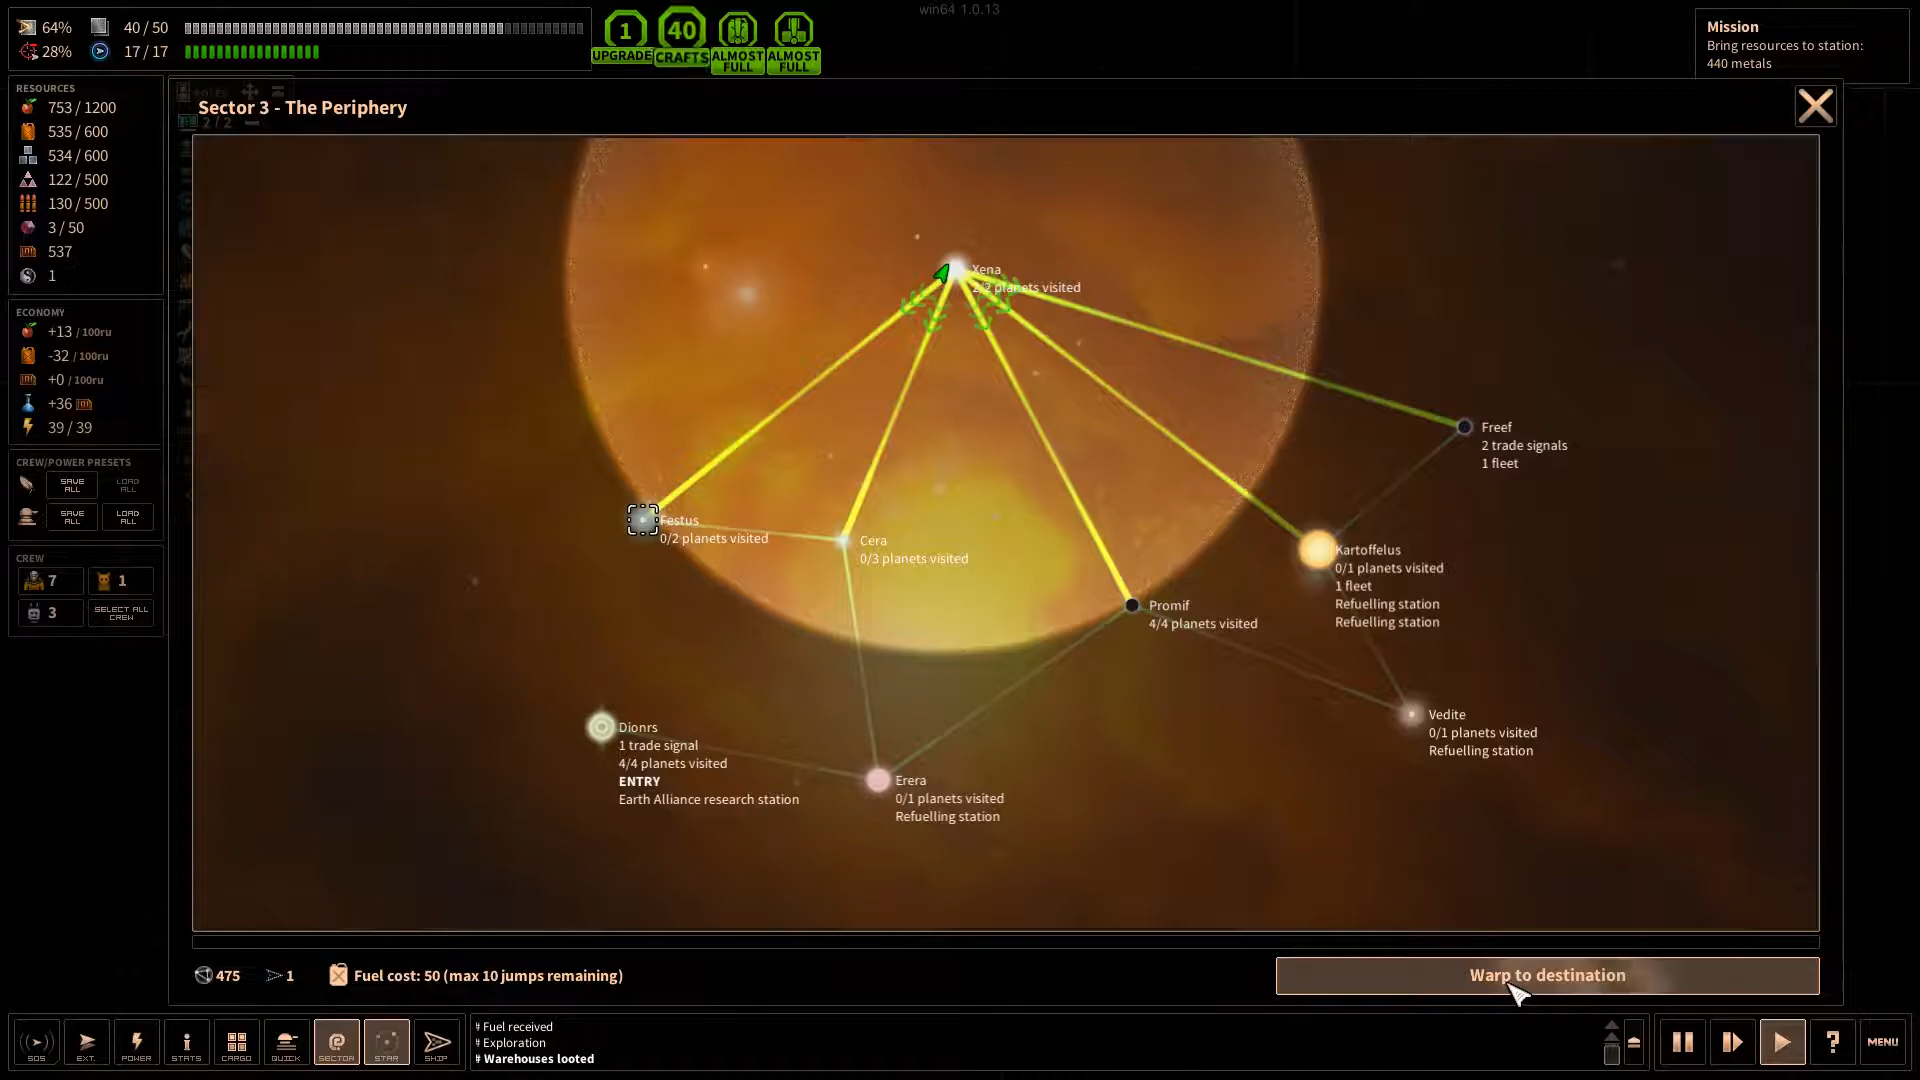 win64 1.0.13
64%
40 / 50
28%
17 / 17
1
UPGRADE
40
CRAFTS
ALMOST
FULL
ALMOST
FULL
Mission
Bring resources to station:
440 metals
RESOURCES
753 / 1200
535 / 600
534 / 600
122 / 500
130 / 500
3 / 50
537
1
ECONOMY
+13 / 100ru
-32 / 100ru
+0 / 100ru
+36
39 / 39
CREW/POWER PRESETS
SAVE ALL
LOAD ALL
SAVE ALL
LOAD ALL
CREW
7
1
3
SELECT ALL CREW
2 / 2
Sector 3 - The Periphery
Xena
2/2 planets visited
Freef
2 trade signals
1 fleet
Festus
0/2 planets visited
Cera
0/3 planets visited
Kartoffelus
0/1 planets visited
1 fleet
Refuelling station
Refuelling station
Promif
4/4 planets visited
Vedite
0/1 planets visited
Refuelling station
Dionrs
1 trade signal
4/4 planets visited
ENTRY
Earth Alliance research station
Erera
0/1 planets visited
Refuelling station
475
1
Fuel cost: 50 (max 10 jumps remaining)
Warp to destination
SOS
EXT.
POWER
STATS
CARGO
QUICK
SECTOR
STAR
SHIP
Fuel received
Exploration
Warehouses looted
?
MENU